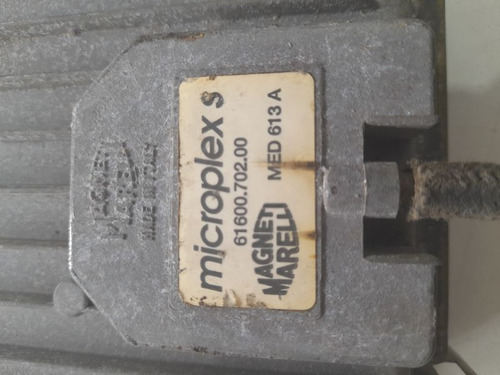 microplex s
61600.702.00
MAGNETI
MARELLI
MED 613 A
MAGNETI
MARELLI
MADE IN ITALY